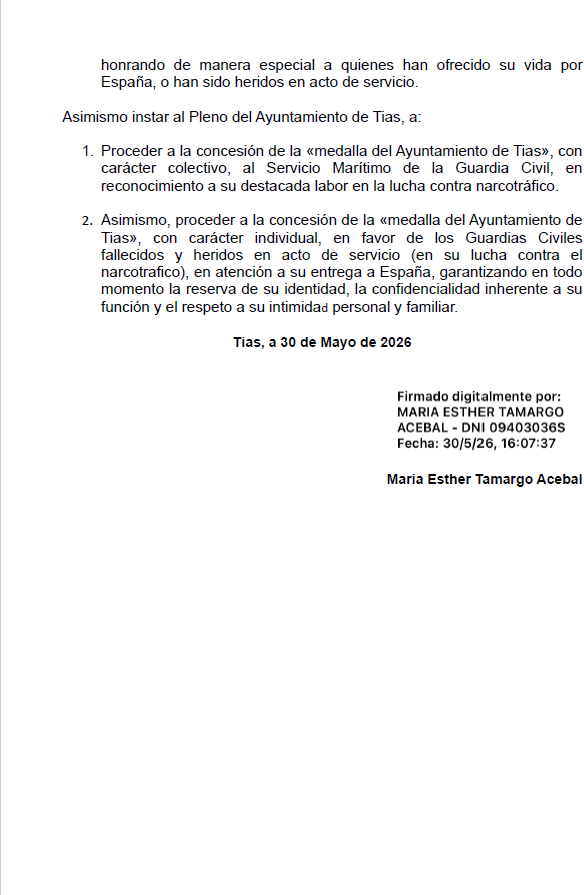 honrando de manera especial a quienes han ofrecido su vida por
España, o han sido heridos en acto de servicio.
Asimismo instar al Pleno del Ayuntamiento de Tias, a:
1. Proceder a la concesión de la «medalla del Ayuntamiento de Tias», con
carácter colectivo, al Servicio Marítimo de la Guardia Civil, en
reconocimiento a su destacada labor en la lucha contra narcotráfico.
2. Asimismo, proceder a la concesión de la «medalla del Ayuntamiento de
Tias», con carácter individual, en favor de los Guardias Civiles
fallecidos y heridos en acto de servicio (en su lucha contra el
narcotrafico), en atención a su entrega a España, garantizando en todo
momento la reserva de su identidad, la confidencialidad inherente a su
función y el respeto a su intimidad personal y familiar.
Tias, a 30 de Mayo de 2026
Firmado digitalmente por:
MARIA ESTHER TAMARGO
ACEBAL - DNI 09403036S
Fecha: 30/5/26, 16:07:37
Maria Esther Tamargo Acebal